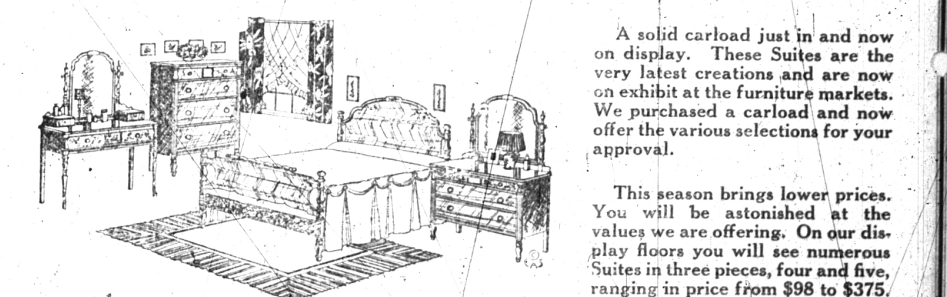 A solid carload just in and now
on display. These Suites are the
very latest creations and are now
on exhibit at the furniture markets.
We purchased a carload and now
offer the various selections for your
approval.
This season brings lower prices.
You will be astonished at the
values we are offering. On our dis-
play floors you will see numerous
Suites in three pieces, four and five,
ranging in price from $98 to $375.